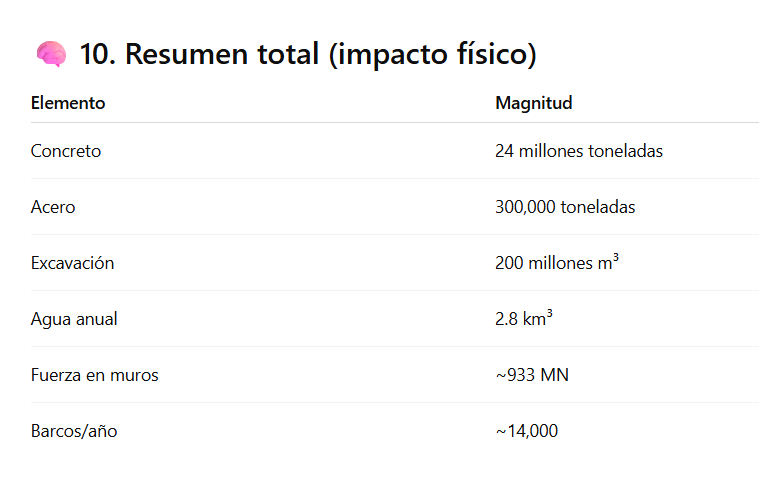 🧠 10. Resumen total (impacto físico)
Elemento Magnitud
Concreto 24 millones toneladas
Acero 300,000 toneladas
Excavación 200 millones m³
Agua anual 2.8 km³
Fuerza en muros ~933 MN
Barcos/año ~14,000